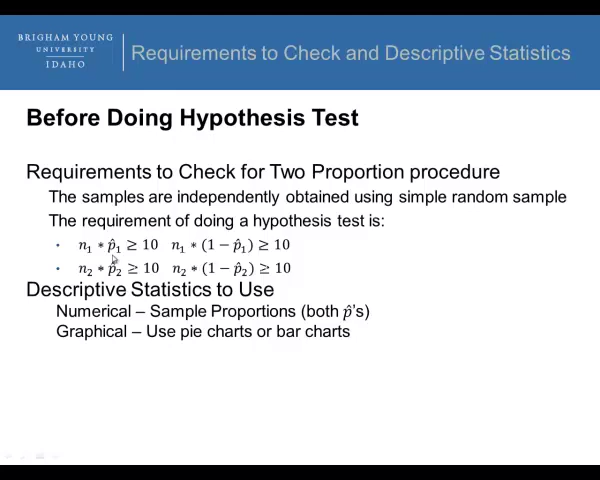 BRIGHAM YOUNG
UNIVERSITY
IDAHO
Requirements to Check and Descriptive Statistics
Before Doing Hypothesis Test
Requirements to Check for Two Proportion procedure
The samples are independently obtained using simple random sample
The requirement of doing a hypothesis test is:
• n₁ ∗ p̂₁ ≥ 10 n₁ ∗ (1 − p̂₁) ≥ 10
• n₂ ∗ p̂₂ ≥ 10 n₂ ∗ (1 − p̂₂) ≥ 10
Descriptive Statistics to Use
Numerical – Sample Proportions (both p̂'s)
Graphical – Use pie charts or bar charts